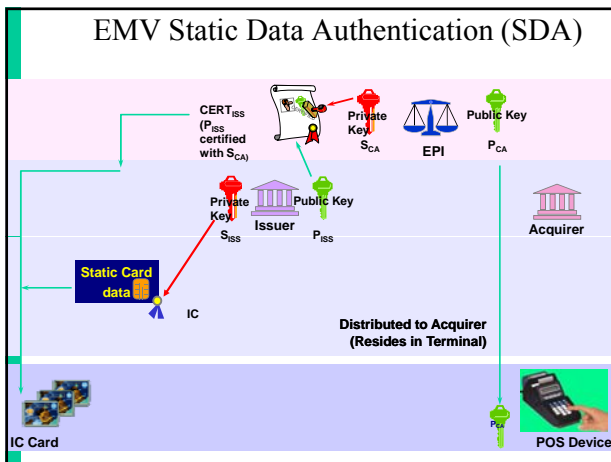 EMV Static Data Authentication (SDA)
CERTISS
(PISS
certified
with SCA)
Private
Key
SCA
EPI
Public Key
PCA
Private
Key
SISS
Issuer
Public Key
PISS
Acquirer
Static Card
data
IC
Distributed to Acquirer
(Resides in Terminal)
IC Card
PCA
POS Device